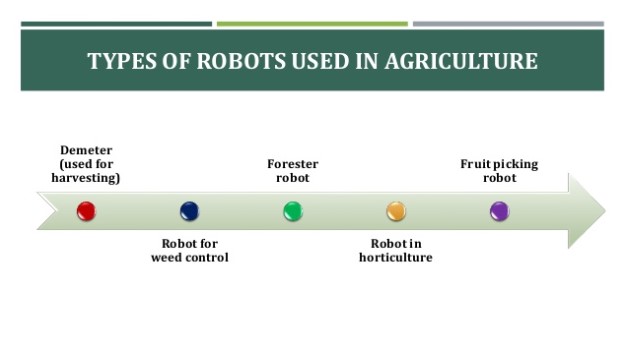 TYPES OF ROBOTS USED IN AGRICULTURE
Demeter
(used for
harvesting)
Robot for
weed control
Forester
robot
Robot in
horticulture
Fruit picking
robot